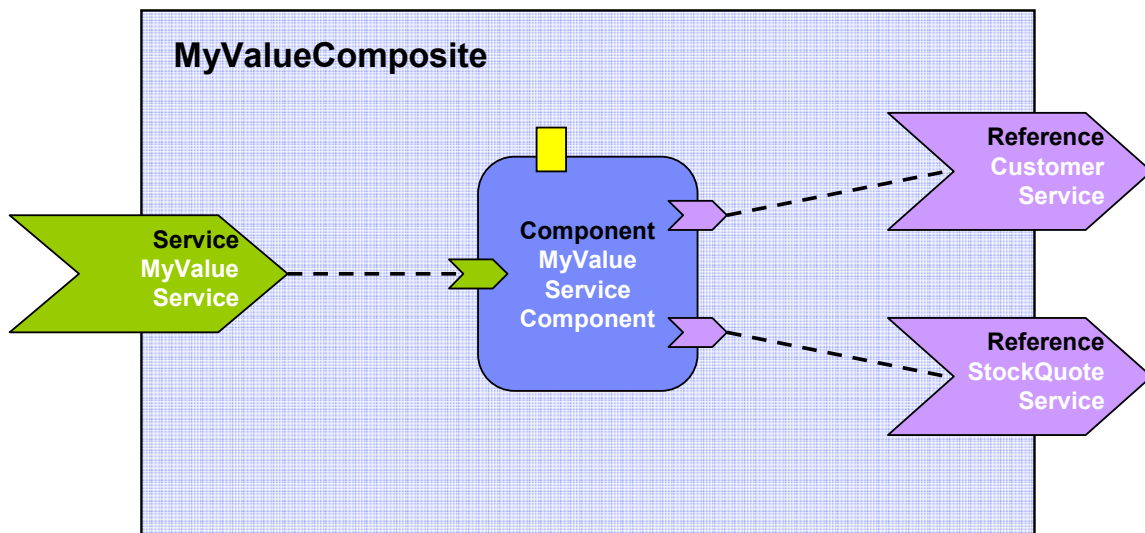 MyValueComposite
Service
MyValue
Service
Component
MyValue
Service
Component
Reference
Customer
Service
Reference
StockQuote
Service